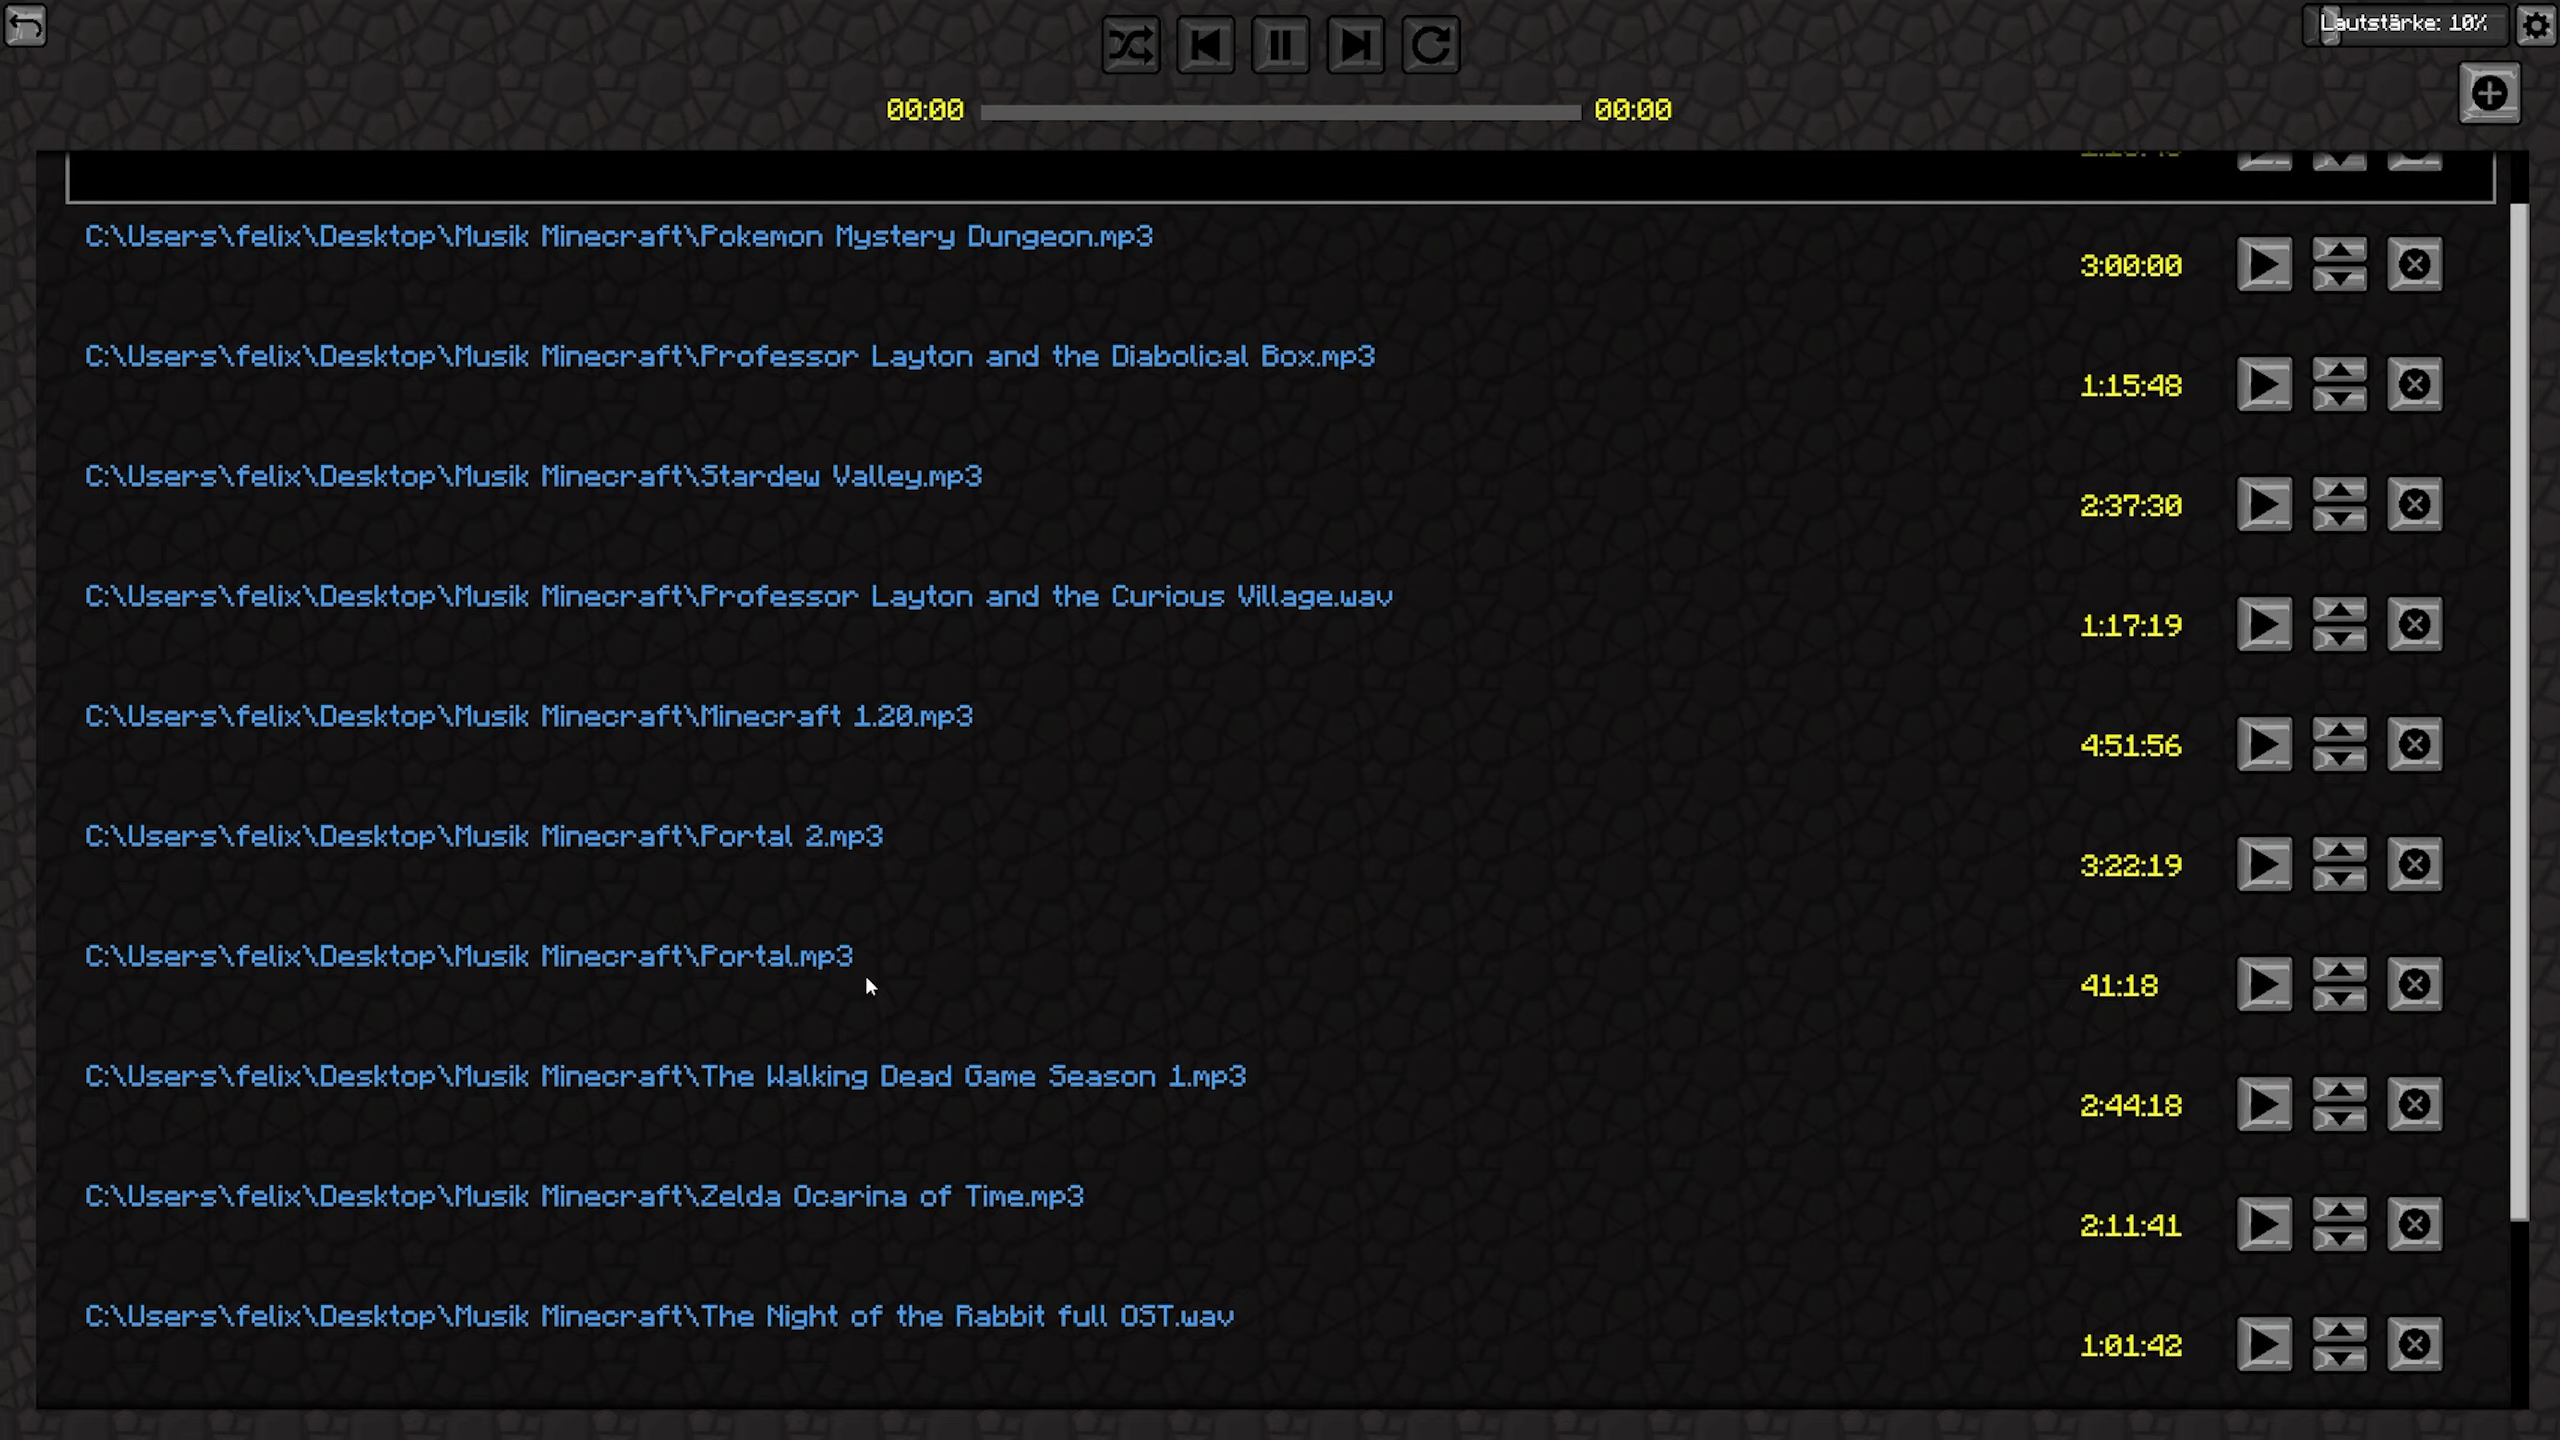 Lautstärke: 10%
00:00 00:00
C:\Users\felix\Desktop\Musik Minecraft\Pokemon Mystery Dungeon.mp3
3:00:00
C:\Users\felix\Desktop\Musik Minecraft\Professor Layton and the Diabolical Box.mp3
1:15:48
C:\Users\felix\Desktop\Musik Minecraft\Stardew Valley.mp3
2:37:30
C:\Users\felix\Desktop\Musik Minecraft\Professor Layton and the Curious Village.wav
1:17:19
C:\Users\felix\Desktop\Musik Minecraft\Minecraft 1.20.mp3
4:51:56
C:\Users\felix\Desktop\Musik Minecraft\Portal 2.mp3
3:22:19
C:\Users\felix\Desktop\Musik Minecraft\Portal.mp3
41:18
C:\Users\felix\Desktop\Musik Minecraft\The Walking Dead Game Season 1.mp3
2:44:18
C:\Users\felix\Desktop\Musik Minecraft\Zelda Ocarina of Time.mp3
2:11:41
C:\Users\felix\Desktop\Musik Minecraft\The Night of the Rabbit full OST.wav
1:01:42